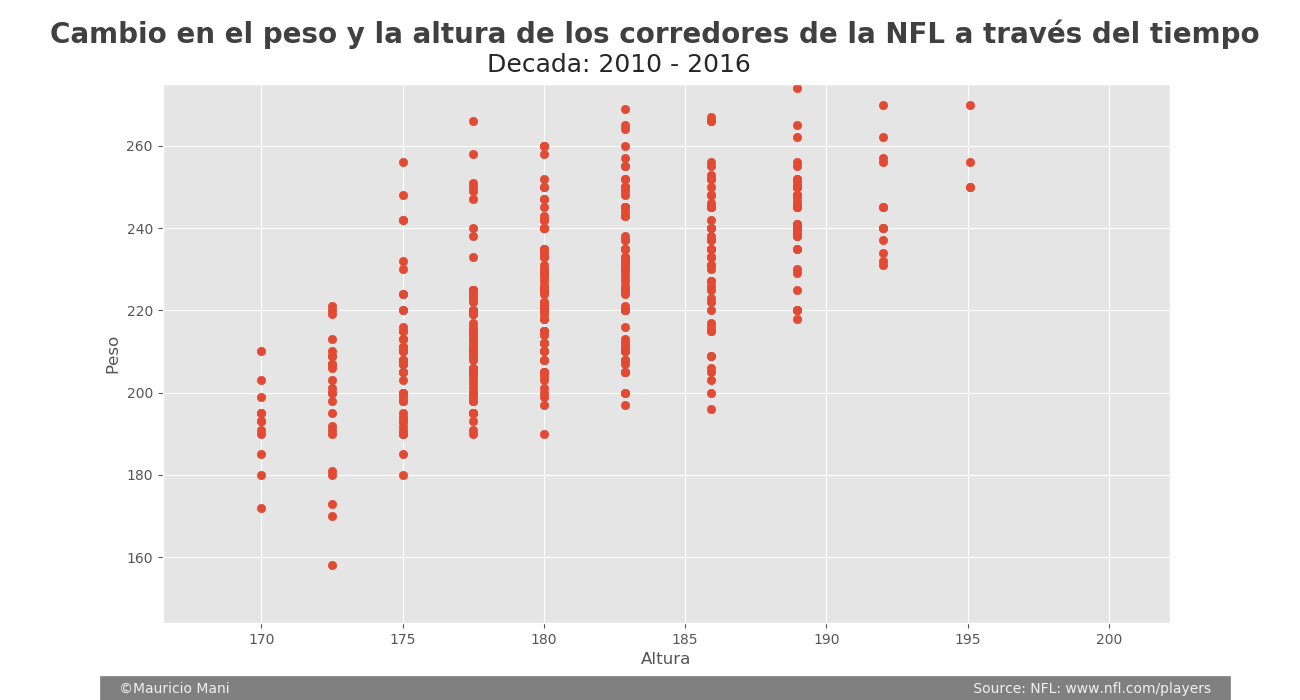 Cambio en el peso y la altura de los corredores de la NFL a través del tiempo
Decada: 2010 - 2016
260
240
220
200
180
160
Peso
170 175 180 185 190 195 200
Altura
©Mauricio Mani Source: NFL: www.nfl.com/players